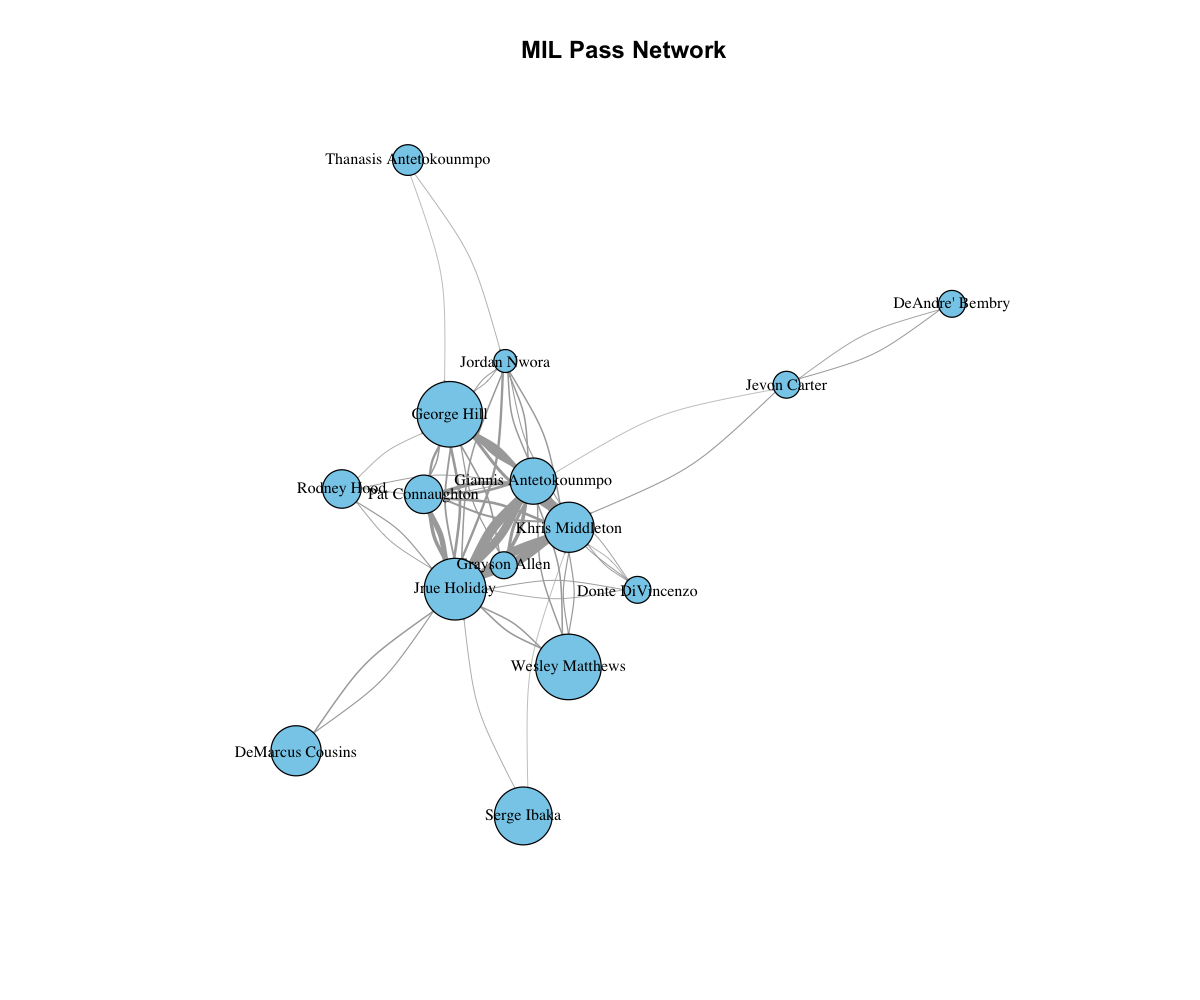 MIL Pass Network
Thanasis Antetokounmpo
DeAndre' Bembry
Jordan Nwora
Jevon Carter
George Hill
Giannis Antetokounmpo
Rodney Hood
Pat Connaughton
Khris Middleton
Grayson Allen
Jrue Holiday
Donte DiVincenzo
Wesley Matthews
DeMarcus Cousins
Serge Ibaka